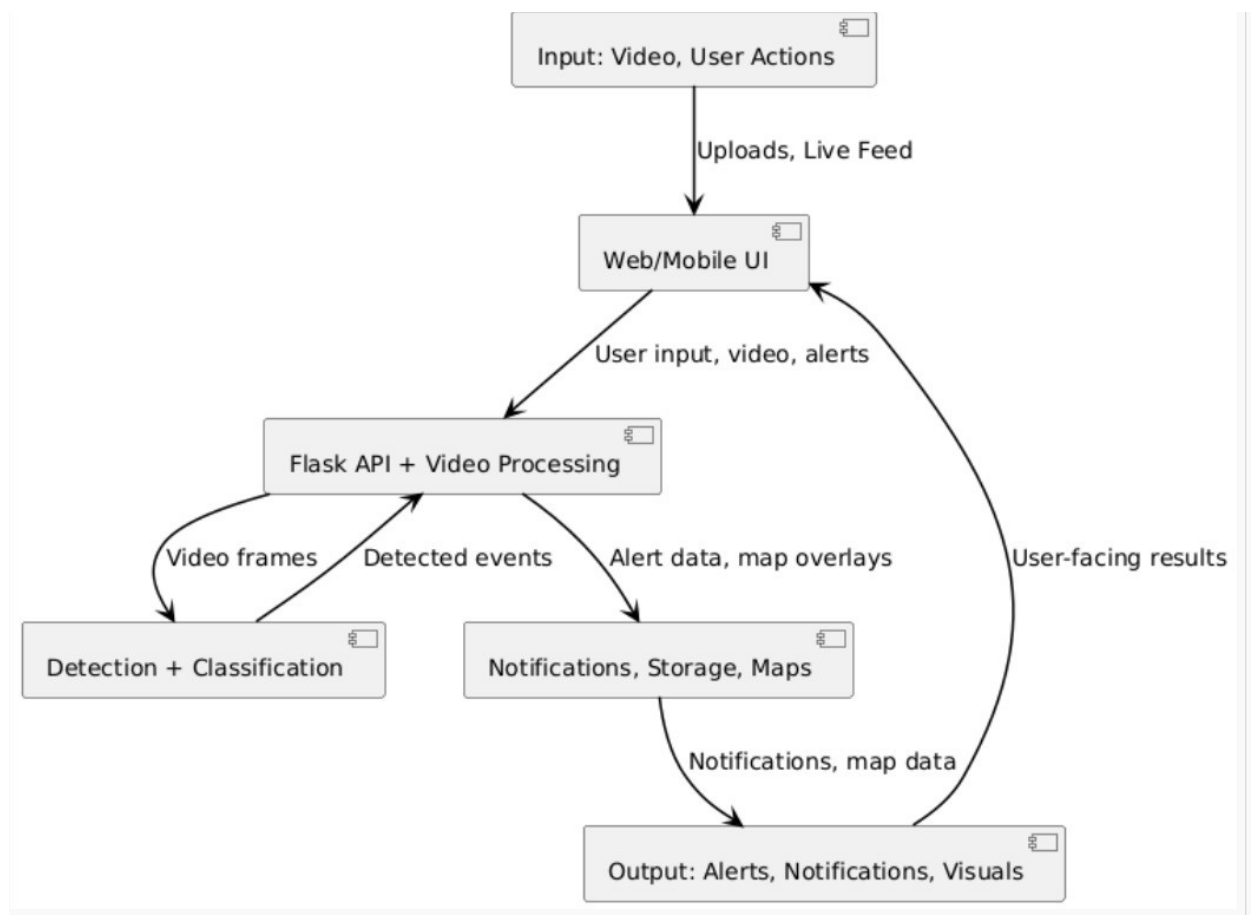 Input: Video, User Actions
Uploads, Live Feed
Web/Mobile UI
User input, video, alerts
Flask API + Video Processing
Video frames
Detected events
Alert data, map overlays
User-facing results
Detection + Classification
Notifications, Storage, Maps
Notifications, map data
Output: Alerts, Notifications, Visuals